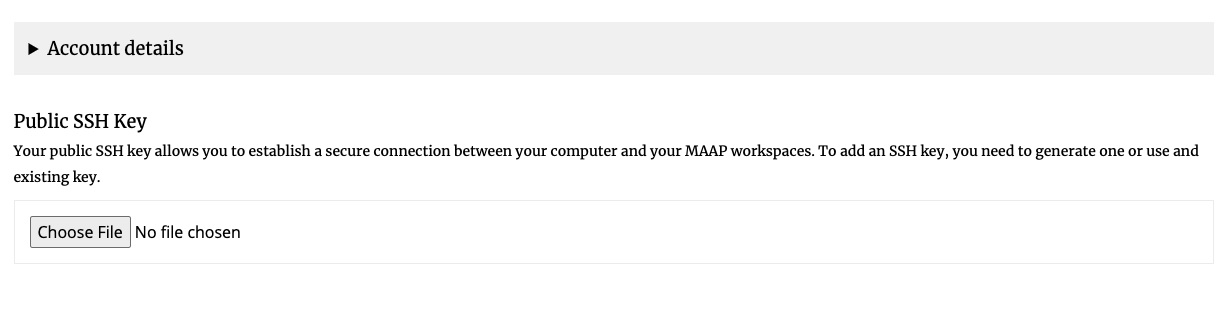 Account details
Public SSH Key
Your public SSH key allows you to establish a secure connection between your computer and your MAAP workspaces. To add an SSH key, you need to generate one or use and
existing key.
Choose File No file chosen